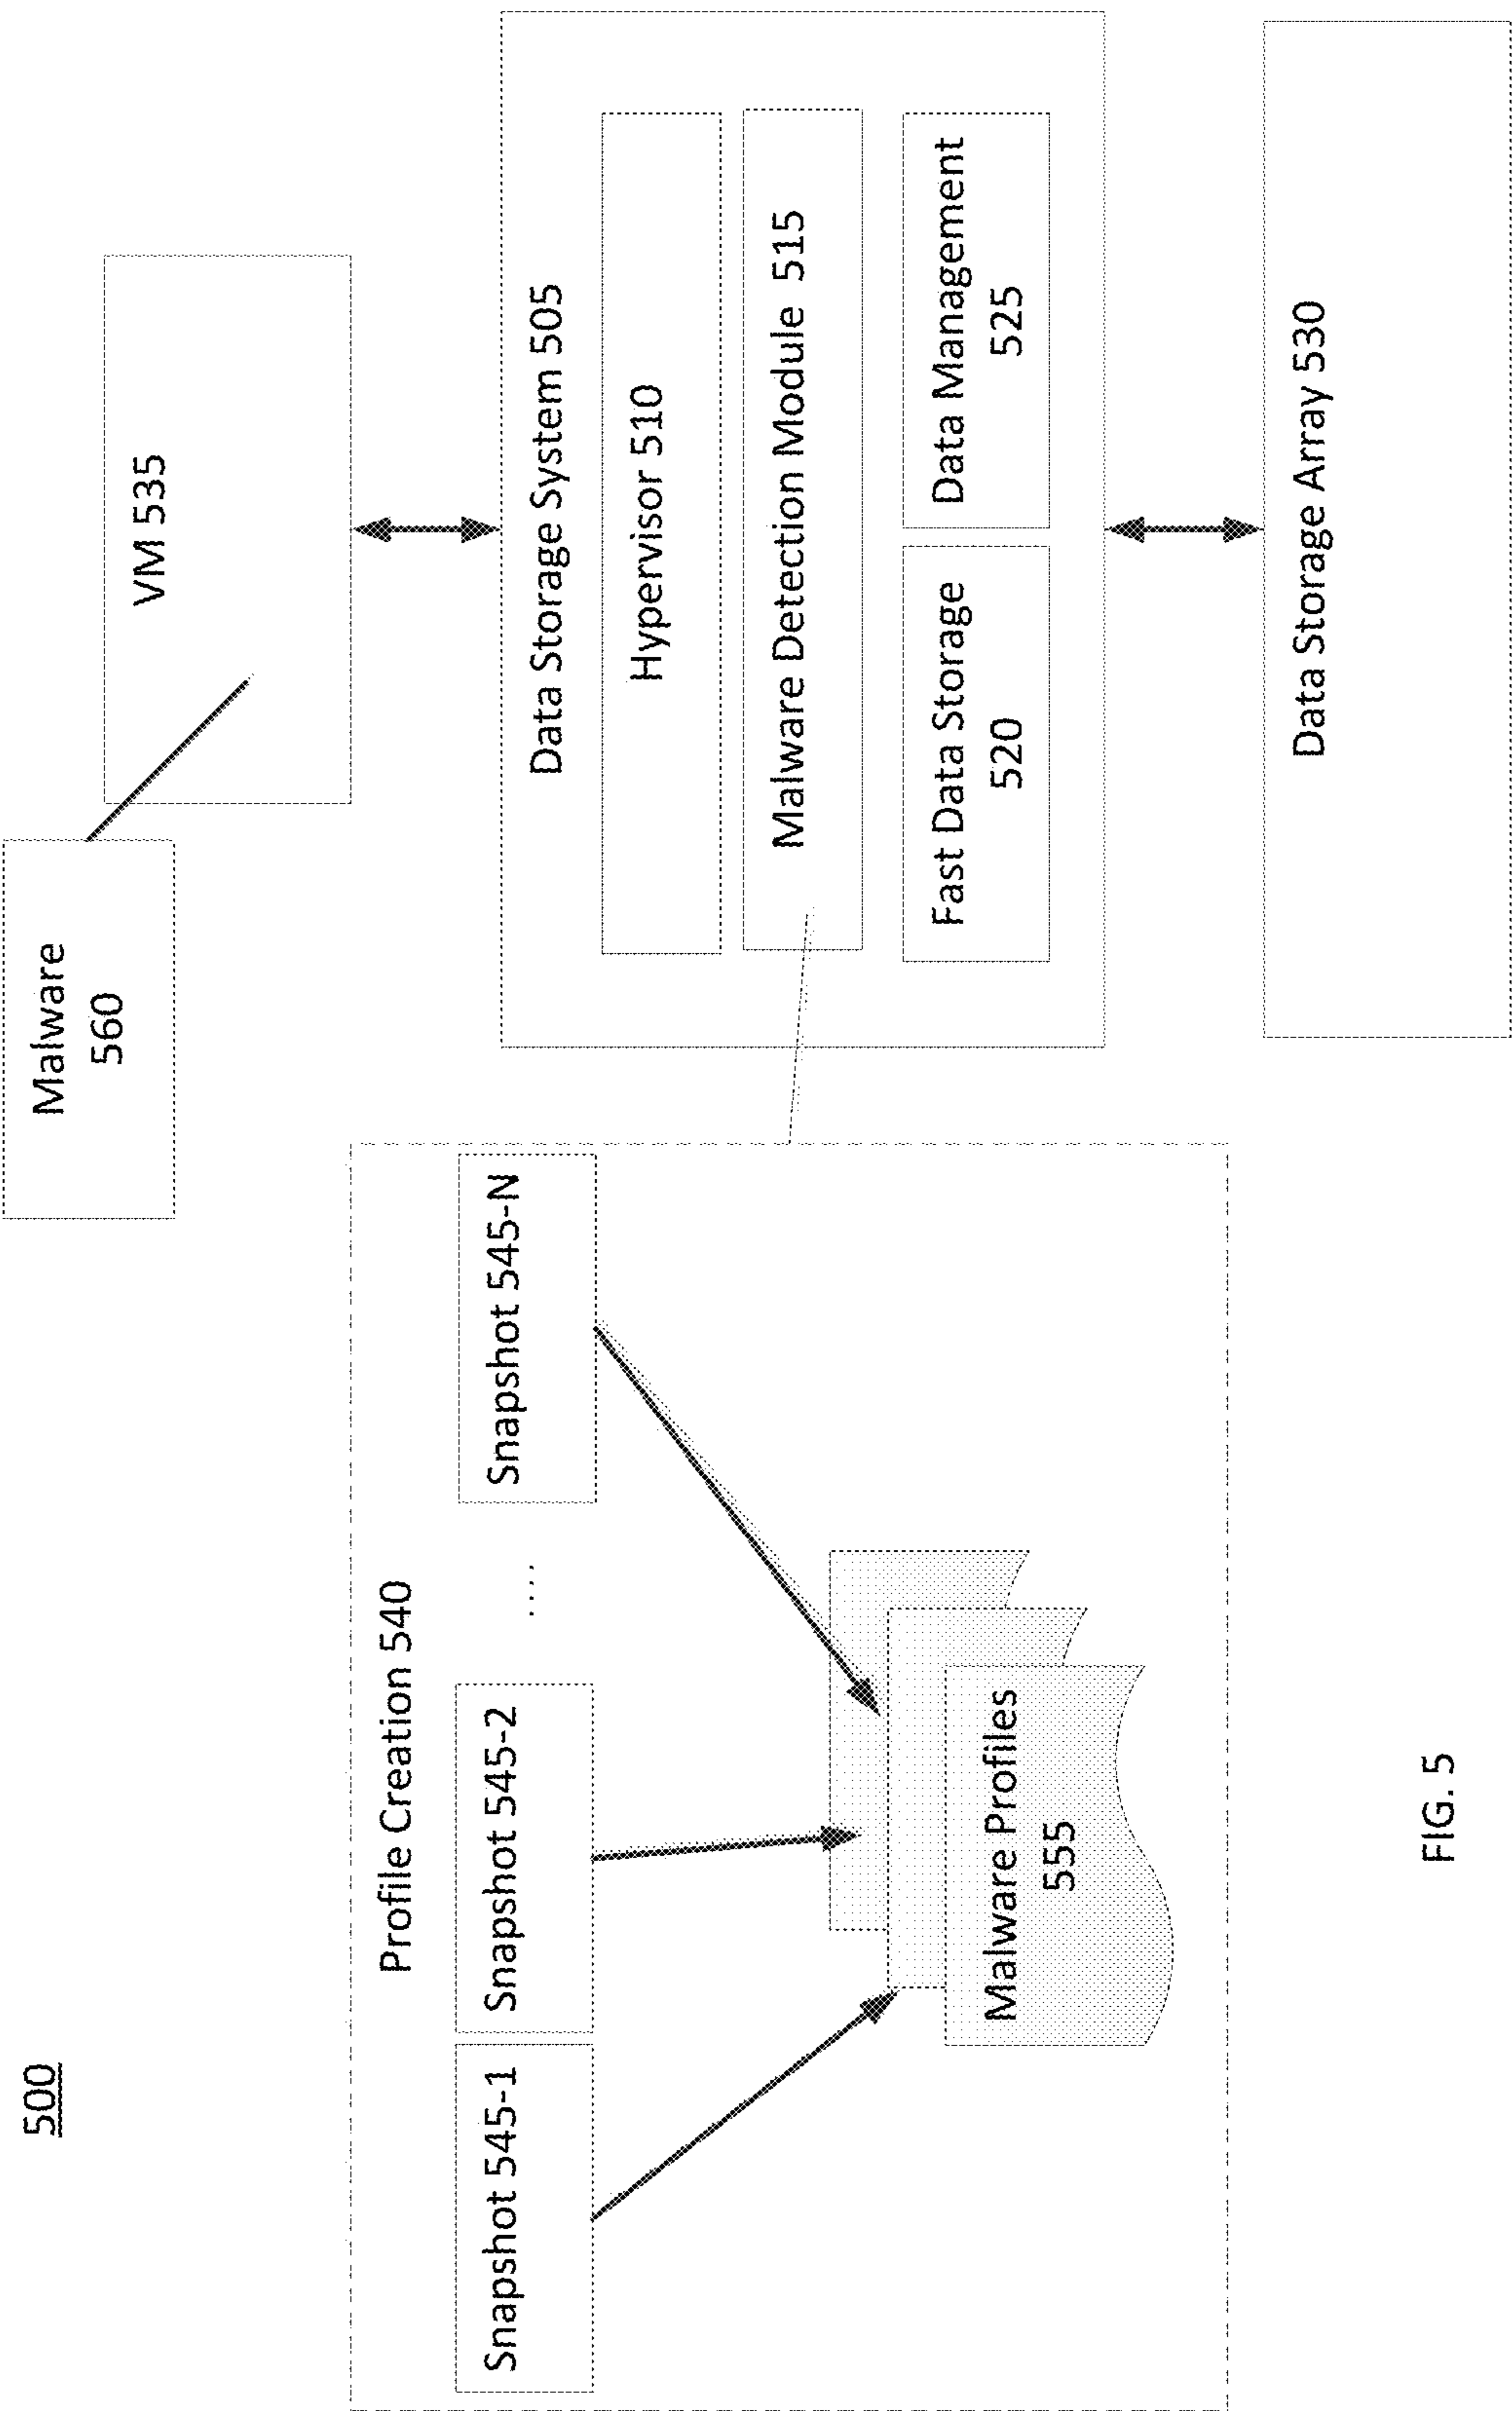 500
Malware
560
VM 535
Profile Creation 540
Snapshot 545-1
Snapshot 545-2
....
Snapshot 545-N
Malware Profiles
555
Data Storage System 505
Hypervisor 510
Malware Detection Module 515
Fast Data Storage
520
Data Management
525
Data Storage Array 530
FIG. 5